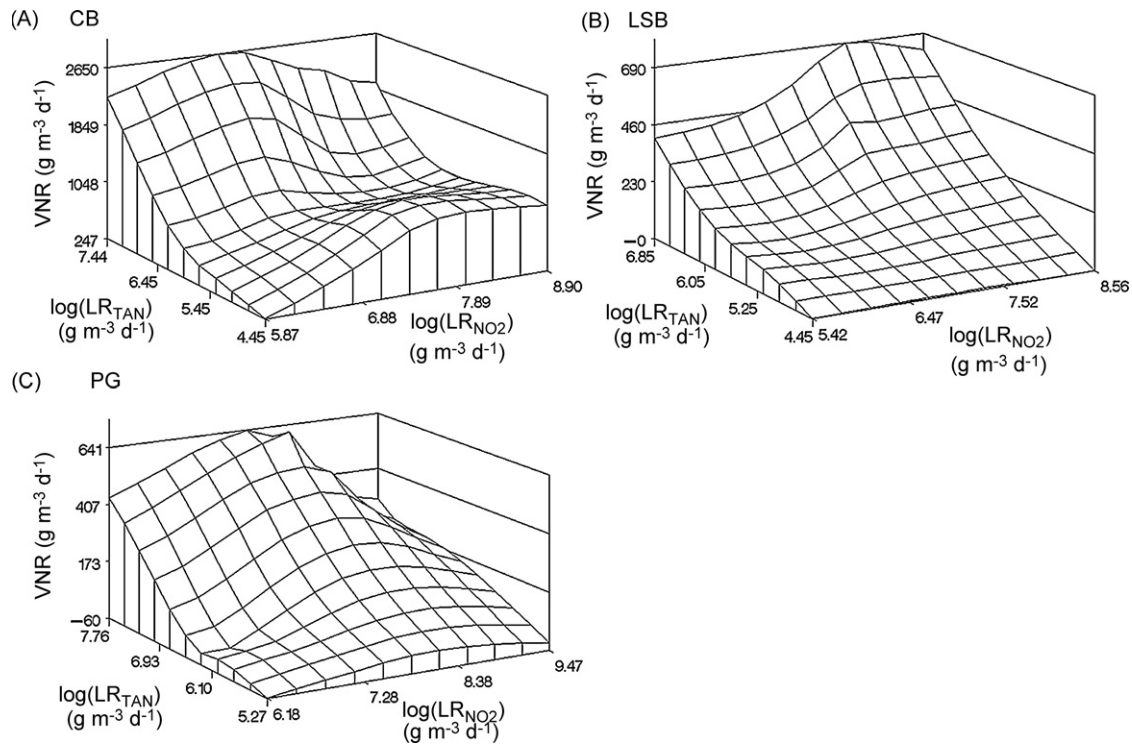 (A) CB
2650
1849
1048
247
7.44
6.45
5.45
4.45
5.87
6.88
7.89
8.90
VNR (g m-3 d-1)
log(LRTAN)
(g m-3 d-1)
log(LRNO2)
(g m-3 d-1)
(B) LSB
690
460
230
−0
6.85
6.05
5.25
4.45
5.42
6.47
7.52
8.56
VNR (g m-3 d-1)
log(LRTAN)
(g m-3 d-1)
log(LRNO2)
(g m-3 d-1)
(C) PG
641
407
173
−60
7.76
6.93
6.10
5.27
6.18
7.28
8.38
9.47
VNR (g m-3 d-1)
log(LRTAN)
(g m-3 d-1)
log(LRNO2)
(g m-3 d-1)